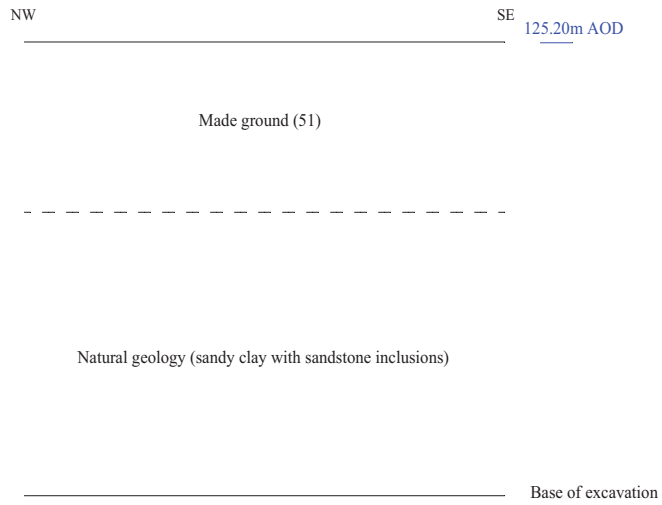 NW
SE
125.20m AOD
Made ground (51)
Natural geology (sandy clay with sandstone inclusions)
Base of excavation